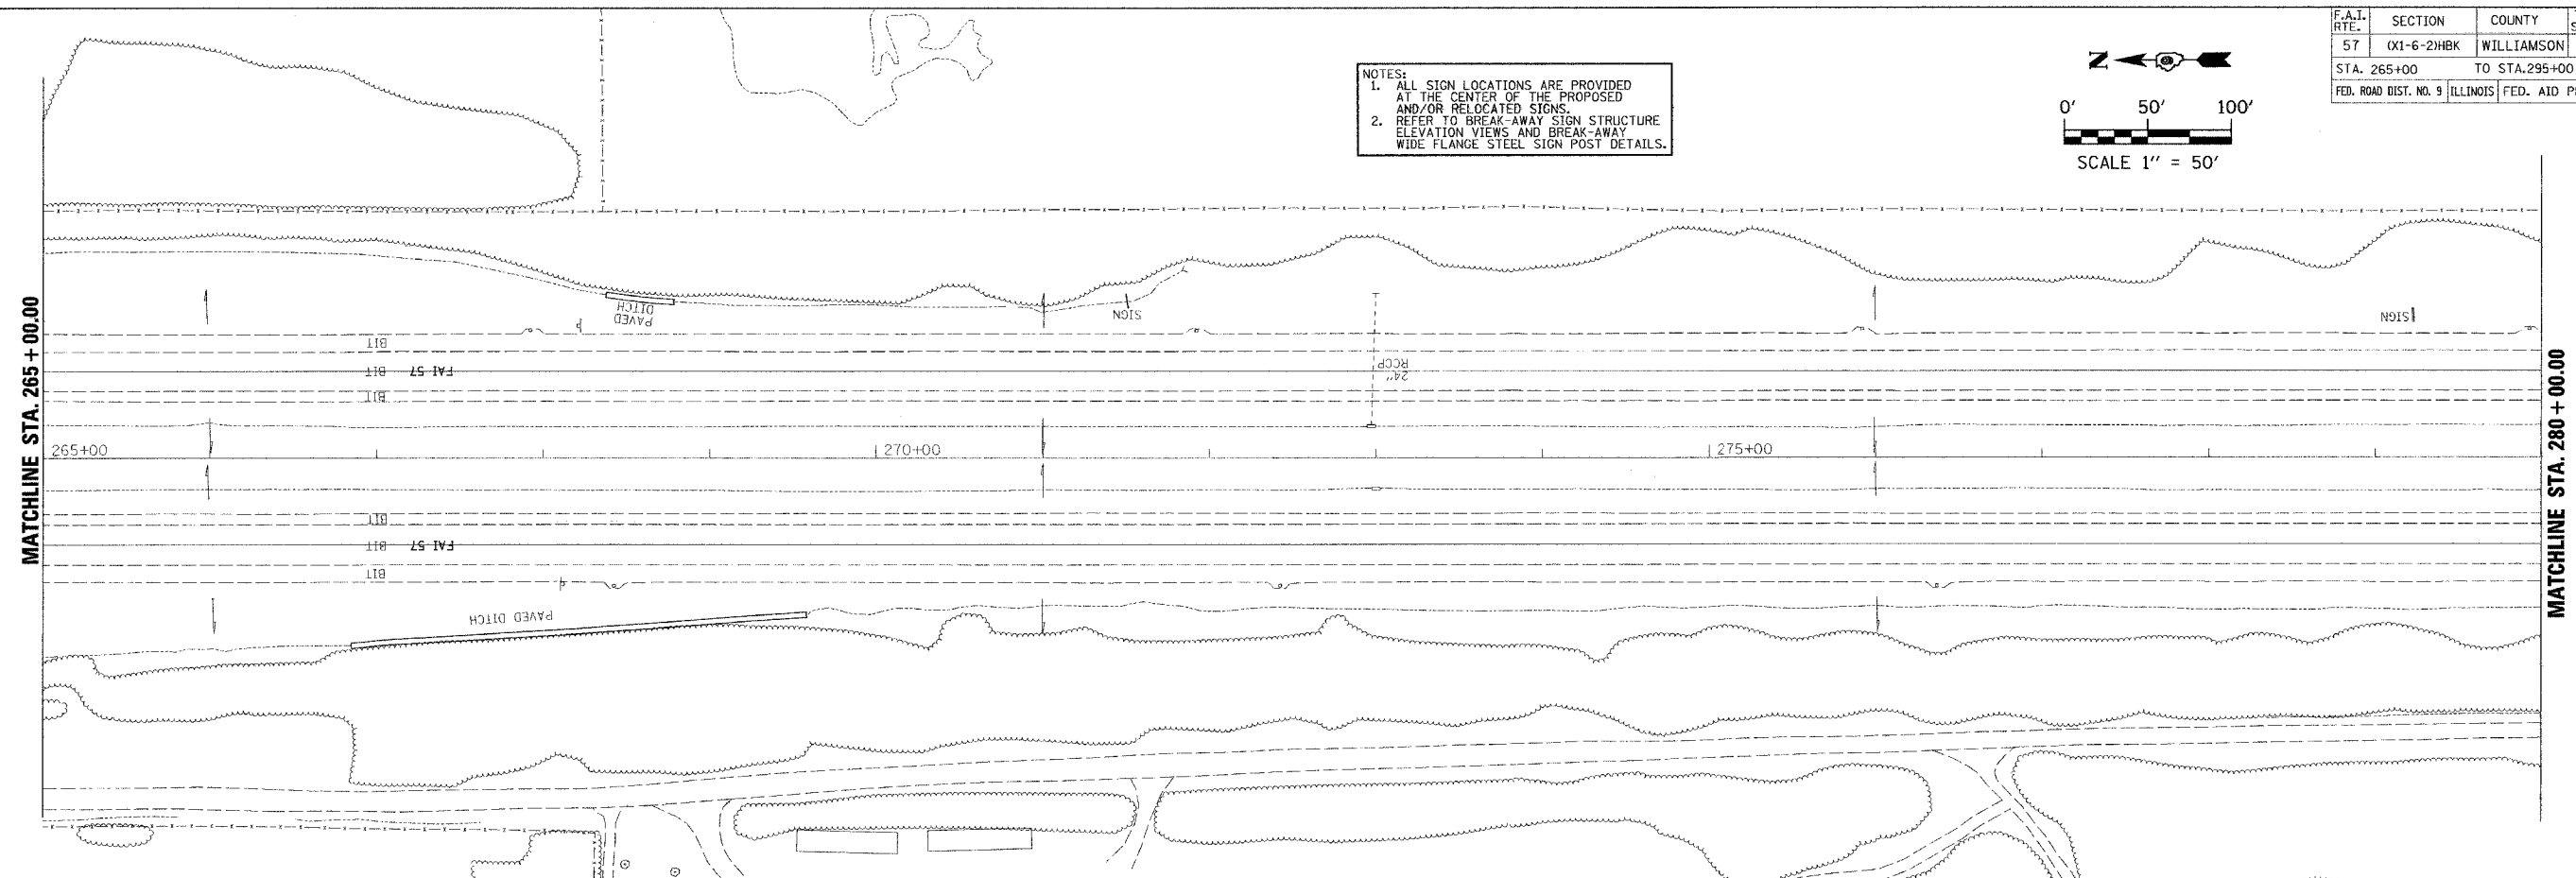 F.A.I. RTE. SECTION COUNTY
57 (X1-6-2)HBK WILLIAMSON
STA. 265+00 TO STA.295+00
FED. ROAD DIST. NO. 9 ILLINOIS FED. AID
NOTES:
1. ALL SIGN LOCATIONS ARE PROVIDED
AT THE CENTER OF THE PROPOSED
AND/OR RELOCATED SIGNS.
2. REFER TO BREAK-AWAY SIGN STRUCTURE
ELEVATION VIEWS AND BREAK-AWAY
WIDE FLANGE STEEL SIGN POST DETAILS.
Z
0' 50' 100'
SCALE 1" = 50'
MATCHLINE STA. 265+00.00
PAVED
DITCH
SIGN
SIGN
BIT
FAI 57 BIT
BIT
24"
RCCP
265+00
270+00
275+00
BIT
FAI 57 BIT
BIT
PAVED DITCH
MATCHLINE STA. 280+00.00